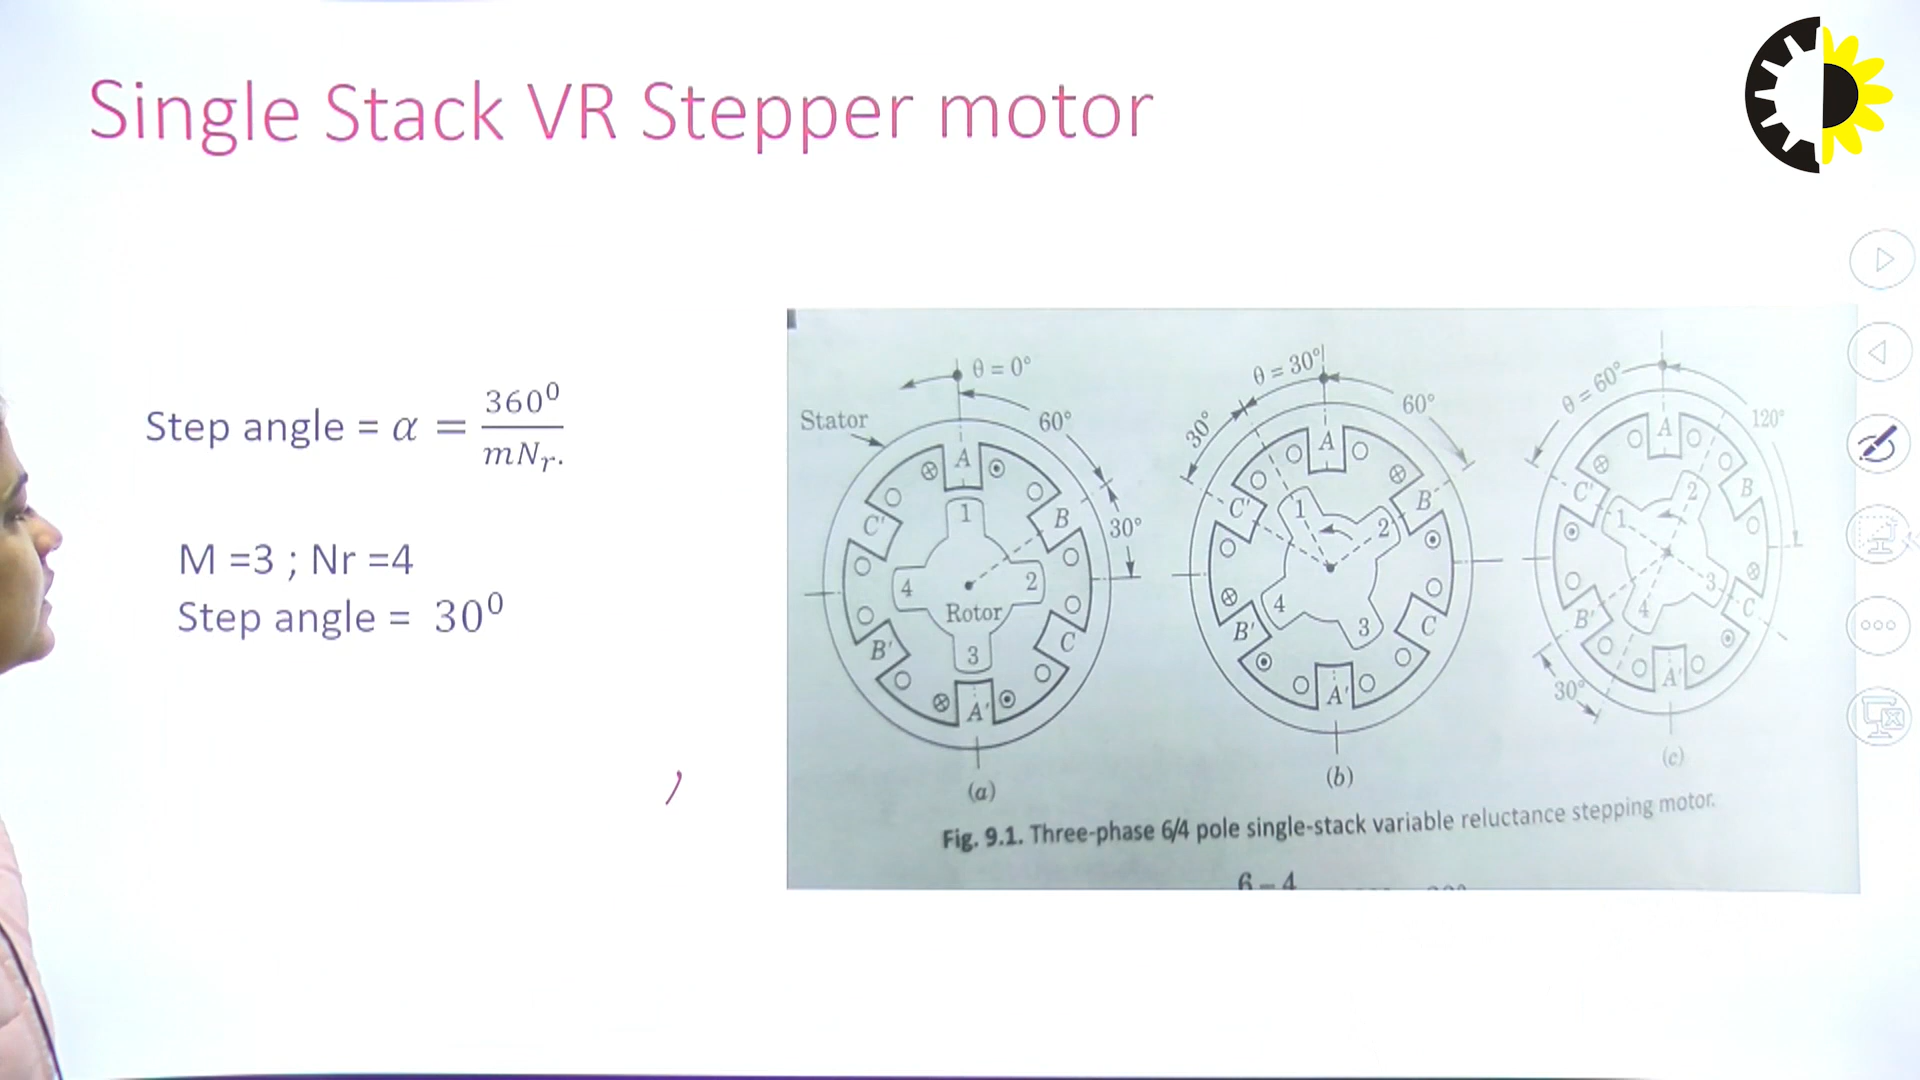 Single Stack VR Stepper motor
Step angle = α = 360⁰ / mNᵣ.
M =3 ; Nr =4
Step angle = 30⁰
Stator
θ = 0°
60°
30°
A
B
C
A'
B'
C'
1
2
3
4
Rotor
(a)
θ = 30°
30°
60°
A
B
C
A'
B'
C'
1
2
3
4
(b)
θ = 60°
120°
30°
A
B
C
A'
B'
C'
1
2
3
4
(c)
Fig. 9.1. Three-phase 6/4 pole single-stack variable reluctance stepping motor.
6 – 4